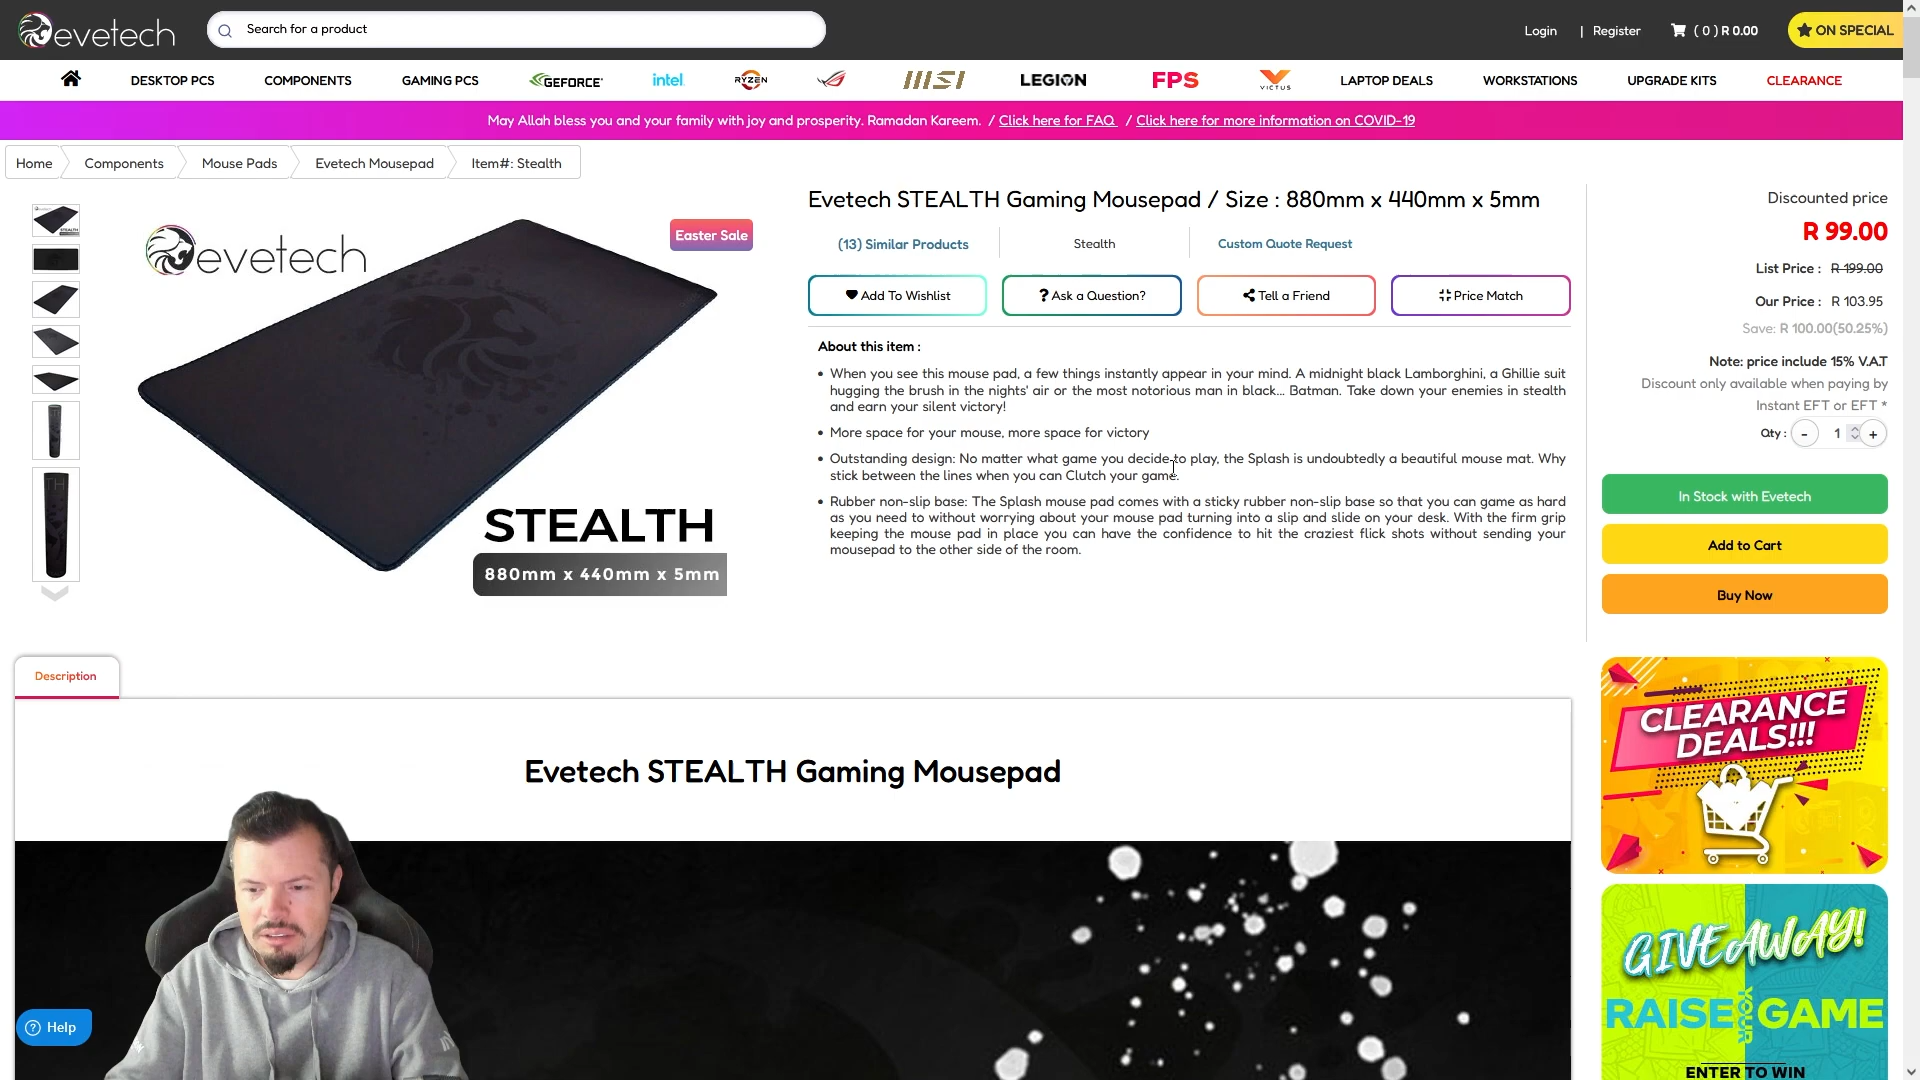 evetech
Search for a product
Login | Register ( 0 ) R 0.00 ON SPECIAL
DESKTOP PCS COMPONENTS GAMING PCS GEFORCE intel RYZEN MSI LEGION FPS VICTUS LAPTOP DEALS WORKSTATIONS UPGRADE KITS CLEARANCE
May Allah bless you and your family with joy and prosperity. Ramadan Kareem. / Click here for FAQ / Click here for more information on COVID-19
Home Components Mouse Pads Evetech Mousepad Item#: Stealth
evetech
Easter Sale
STEALTH
880mm x 440mm x 5mm
Evetech STEALTH Gaming Mousepad / Size : 880mm x 440mm x 5mm
(13) Similar Products Stealth Custom Quote Request
Add To Wishlist ? Ask a Question? Tell a Friend Price Match
About this item :
• When you see this mouse pad, a few things instantly appear in your mind. A midnight black Lamborghini, a Ghillie suit
hugging the brush in the nights' air or the most notorious man in black... Batman. Take down your enemies in stealth
and earn your silent victory!
• More space for your mouse, more space for victory
• Outstanding design: No matter what game you decide to play, the Splash is undoubtedly a beautiful mouse mat. Why
stick between the lines when you can Clutch your game.
• Rubber non-slip base: The Splash mouse pad comes with a sticky rubber non-slip base so that you can game as hard
as you need to without worrying about your mouse pad turning into a slip and slide on your desk. With the firm grip
keeping the mouse pad in place you can have the confidence to hit the craziest flick shots without sending your
mousepad to the other side of the room.
Discounted price
R 99.00
List Price : R 199.00
Our Price : R 103.95
Save: R 100.00(50.25%)
Note: price include 15% V.A.T
Discount only available when paying by
Instant EFT or EFT *
Qty : - 1 +
In Stock with Evetech
Add to Cart
Buy Now
Description
Evetech STEALTH Gaming Mousepad
CLEARANCE
DEALS!!!
GIVEAWAY!
RAISE YOUR GAME
ENTER TO WIN
Help